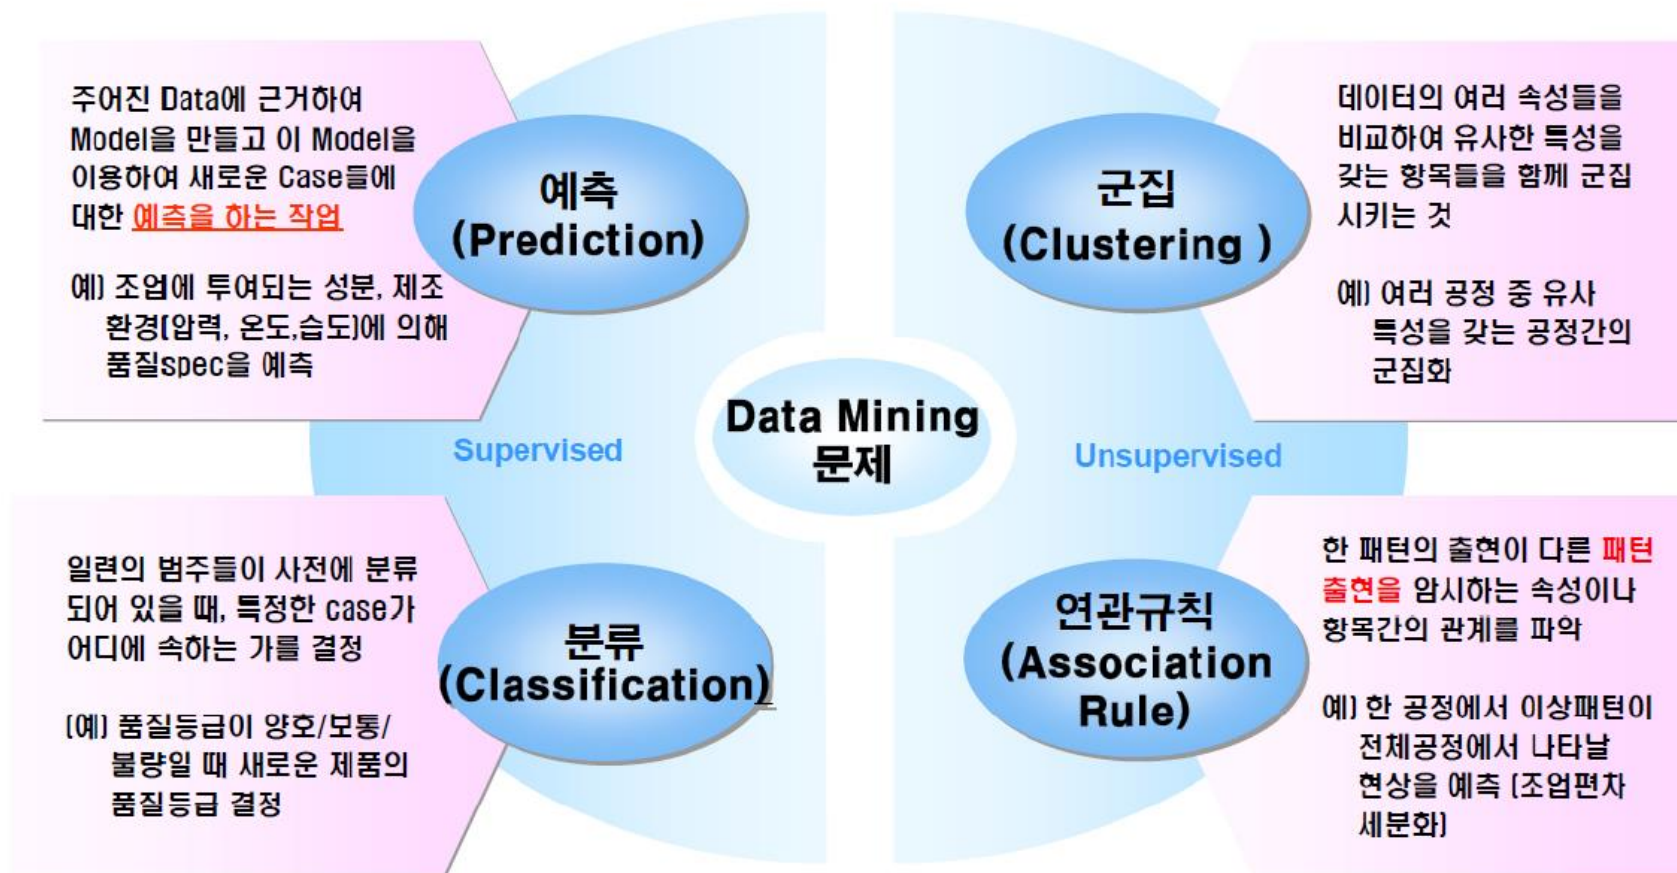 주어진 Data에 근거하여
Model을 만들고 이 Model을
이용하여 새로운 Case들에
대한 예측을 하는 작업
예) 조업에 투여되는 성분, 제조
환경(압력, 온도,습도)에 의해
품질spec을 예측
예측
(Prediction)
군집
(Clustering )
데이터의 여러 속성들을
비교하여 유사한 특성을
갖는 항목들을 함께 군집
시키는 것
예) 여러 공정 중 유사
특성을 갖는 공정간의
군집화
Data Mining
문제
Supervised
Unsupervised
일련의 범주들이 사전에 분류
되어 있을 때, 특정한 case가
어디에 속하는 가를 결정
(예) 품질등급이 양호/보통/
불량일 때 새로운 제품의
품질등급 결정
분류
(Classification)
연관규칙
(Association
Rule)
한 패턴의 출현이 다른 패턴
출현을 암시하는 속성이나
항목간의 관계를 파악
예) 한 공정에서 이상패턴이
전체공정에서 나타날
현상을 예측 (조업편차
세분화)